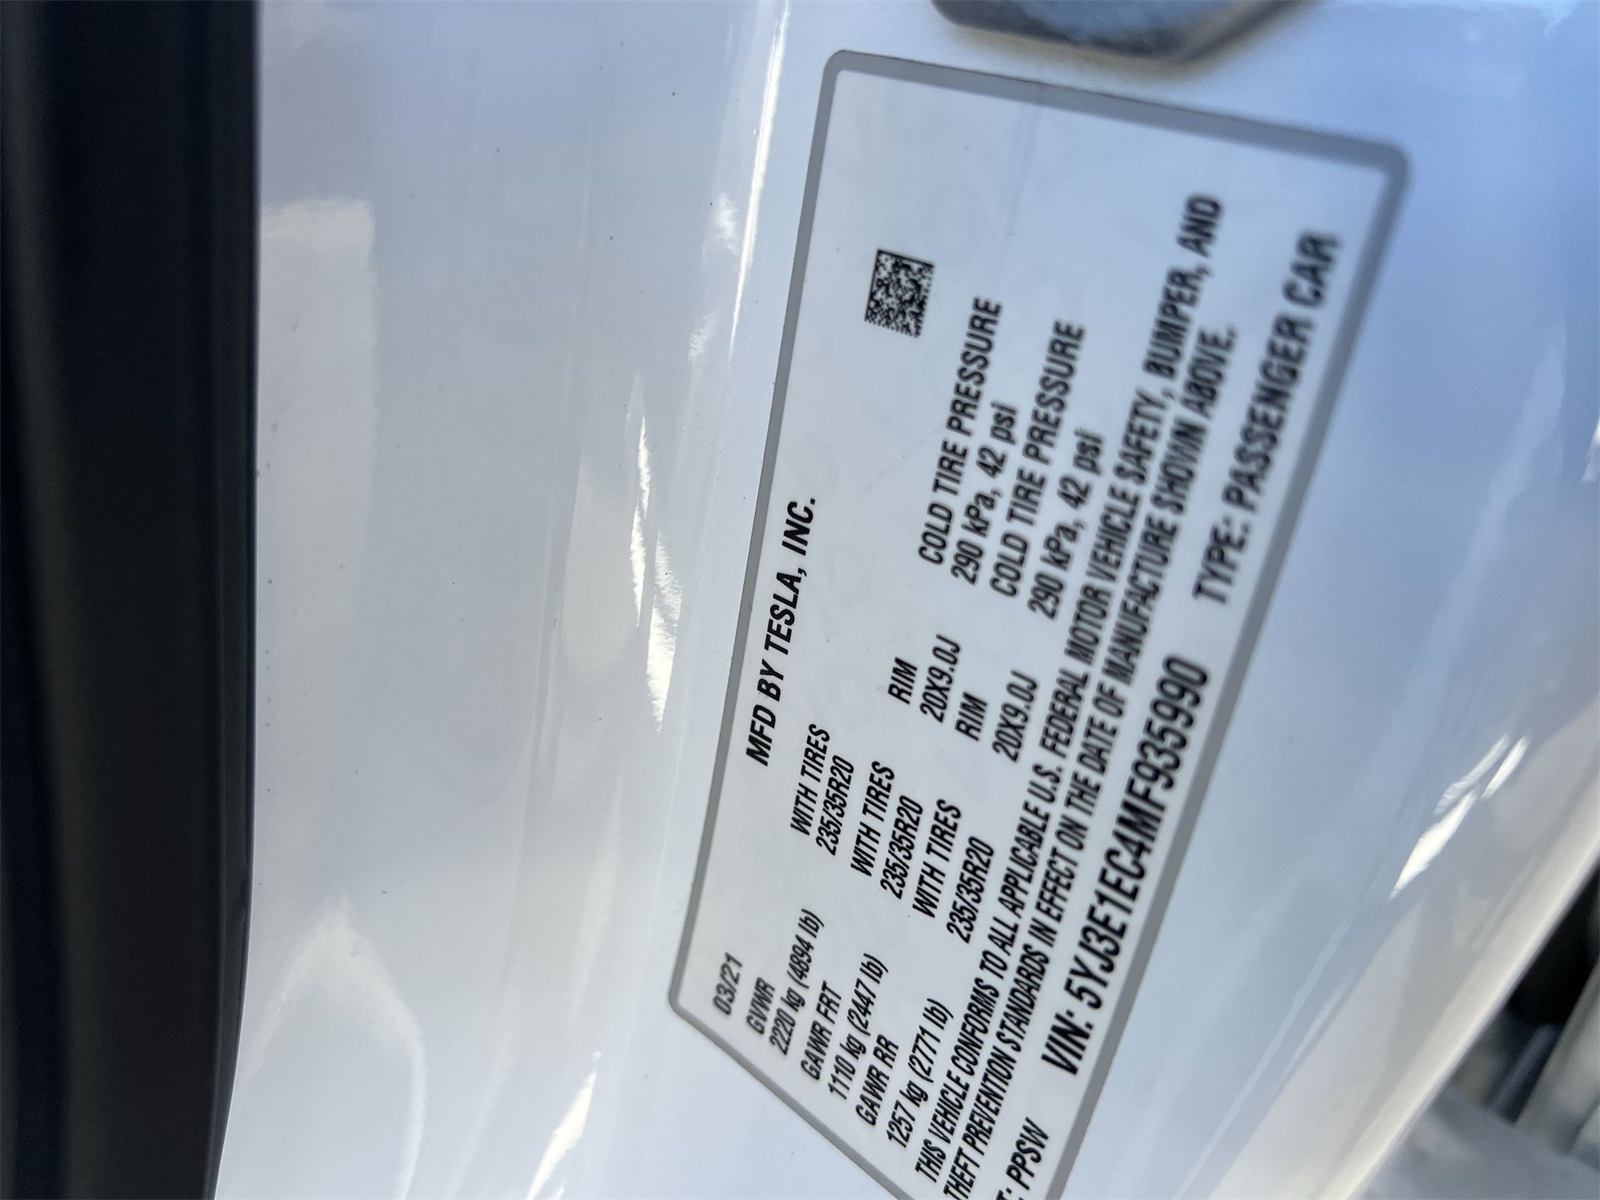 MFD BY TESLA, INC.
03/21
GVWR WITH TIRES
2220 kg (4894 lb) 235/35R20
GAWR FRT WITH TIRES RIM COLD TIRE PRESSURE
1110 kg (2447 lb) 235/35R20 20X9.0J 290 kPa, 42 psi
GAWR RR WITH TIRES RIM COLD TIRE PRESSURE
1257 kg (2771 lb) 235/35R20 20X9.0J 290 kPa, 42 psi
THIS VEHICLE CONFORMS TO ALL APPLICABLE U.S. FEDERAL MOTOR VEHICLE SAFETY, BUMPER, AND
THEFT PREVENTION STANDARDS IN EFFECT ON THE DATE OF MANUFACTURE SHOWN ABOVE.
: PPSW VIN: 5YJ3E1EC4MF935990 TYPE: PASSENGER CAR